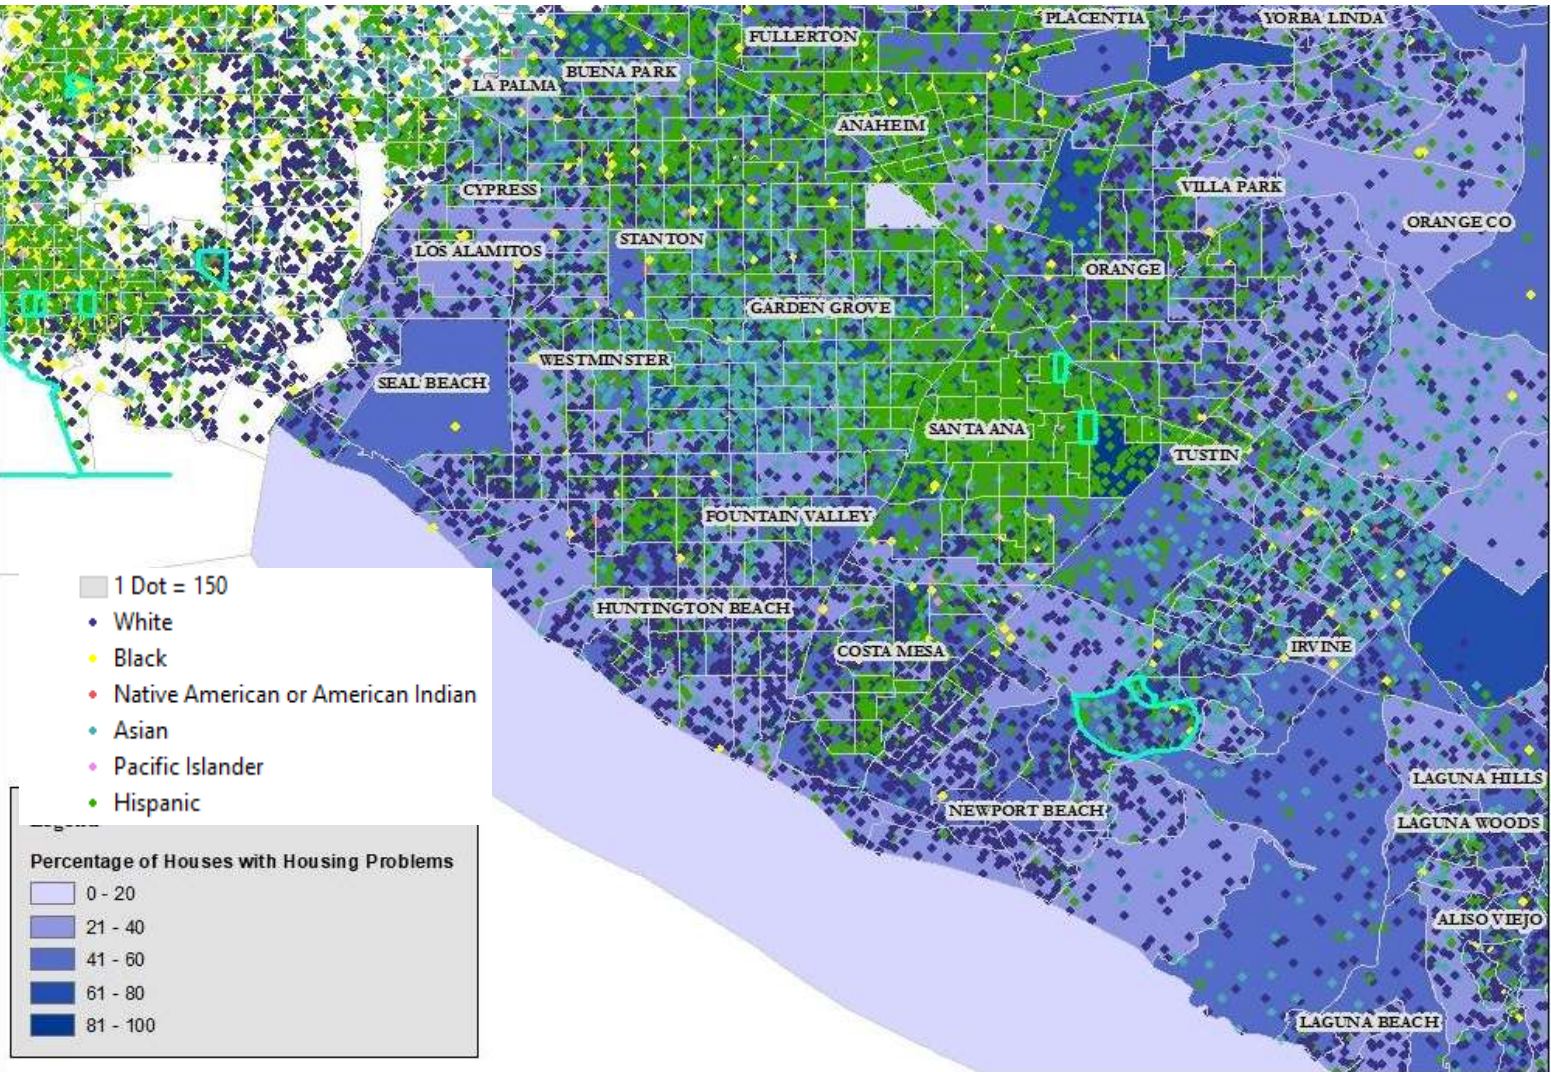 PLACENTIA
YORBA LINDA
FULLERTON
BUENA PARK
LA PALMA
ANAHEIM
CYPRESS
VILLA PARK
ORANGE CO
STANTON
LOS ALAMITOS
ORANGE
GARDEN GROVE
WESTMINSTER
SEAL BEACH
SANTA ANA
TUSTIN
FOUNTAIN VALLEY
HUNTINGTON BEACH
COSTA MESA
IRVINE
LAGUNA HILLS
NEWPORT BEACH
LAGUNA WOODS
ALISO VIEJO
LAGUNA BEACH
1 Dot = 150
White
Black
Native American or American Indian
Asian
Pacific Islander
Hispanic
Percentage of Houses with Housing Problems
0 - 20
21 - 40
41 - 60
61 - 80
81 - 100